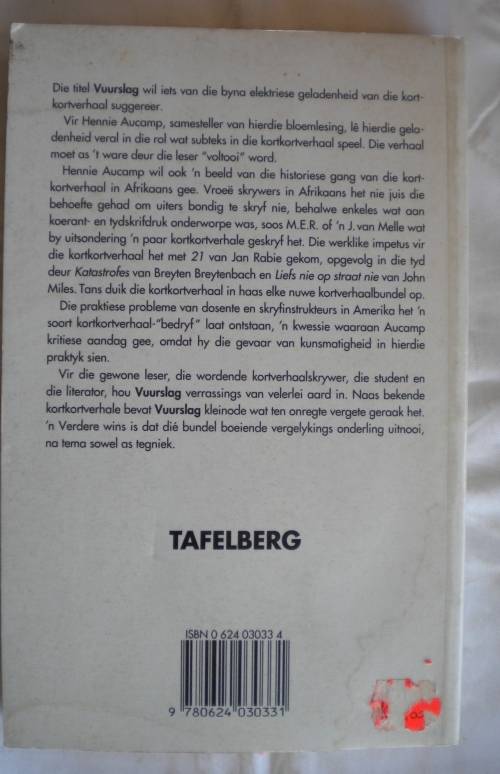 Die titel Vuurslag wil iets van die byna elektriese gelaaidenheid van die kort-
kortverhaal suggereer.
Vir Hennie Aucamp, samesteller van hierdie bloemlesing, lê hierdie gela-
denheid veral in die rol wat subteks in die kortkortverhaal speel. Die verhaal
moet as 't ware deur die leser "voltooi" word.
Hennie Aucamp wil ook 'n beeld van die historiese gang van die kort-
kortverhaal in Afrikaans gee. Vroeë skrywers in Afrikaans het nie juis die
behoefte gehad om uiters bondig te skryf nie, behalwe enkeles wat aan
koerant- en tydskrifdruk onderworpe was, soos M.E.R. of 'n J. van Melle wat
by uitsondering 'n paar kortkortverhale geskryf het. Die werklike impetus vir
die kortkortverhaal het met 21 van Jan Rabie gekom, opgevolg in die tyd
deur Katastrofes van Breyten Breytenbach en Liefs nie op straat nie van John
Miles. Tans duik die kortkortverhaal in haas elke nuwe kortverhaalbundel op.
Die praktiese probleme van dosente en skryfinstrukteurs in Amerika het 'n
soort kortkortverhaal-"bedryf" laat ontstaan, 'n kwessie waaraan Aucamp
kritiese aandag gee, omdat hy die gevaar van kunsmatigheid in hierdie
praktyk sien.
Vir die gewone leser, die wordende kortverhaalskrywer, die student en
die literator, hou Vuurslag verrassings van velerlei aard in. Naas bekende
kortkortverhale bevat Vuurslag kleinode wat ten onregte vergete geraak het.
'n Verdere wins is dat dié bundel boeiende vergelykings onderling uitnooi,
na tema sowel as tegniek.
TAFELBERG
ISBN 0 624 03033 4
9 780624 030331